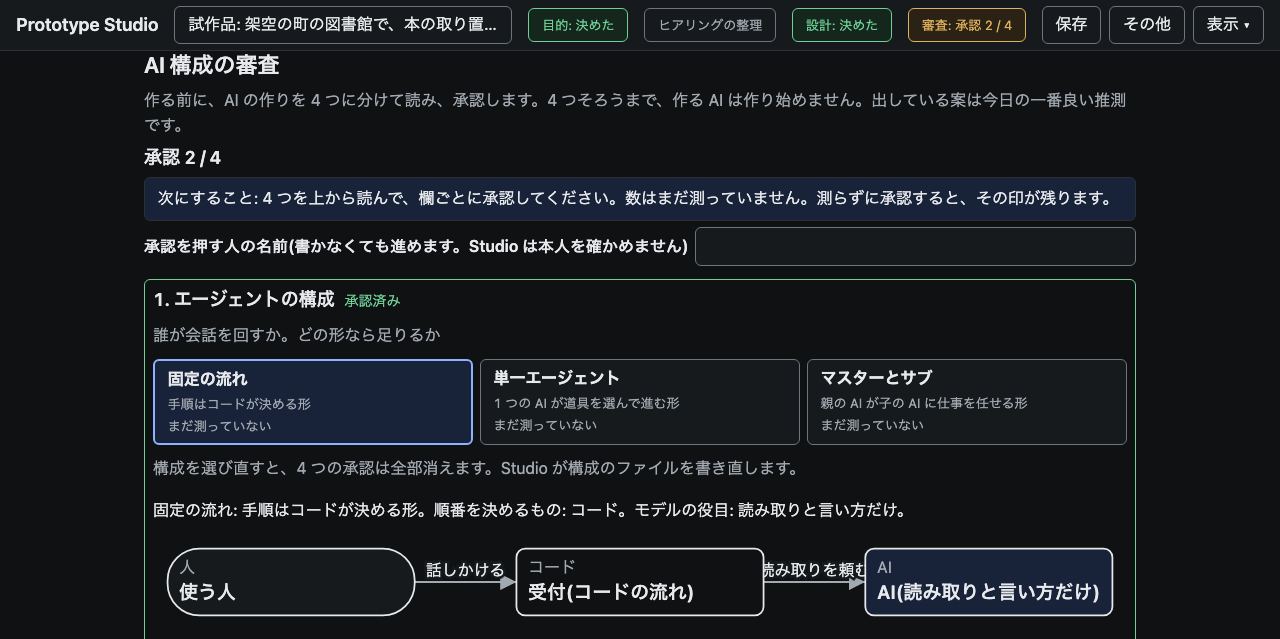 Prototype Studio
試作品: 架空の町の図書館で、本の取り置…
目的: 決めた
ヒアリングの整理
設計: 決めた
審査: 承認 2 / 4
保存
その他
表示 ▾
AI 構成の審査
作る前に、AI の作りを 4 つに分けて読み、承認します。4 つそろうまで、作る AI は作り始めません。出している案は今日の一番良い推測
です。
承認 2 / 4
次にすること: 4 つを上から読んで、欄ごとに承認してください。数はまだ測っていません。測らずに承認すると、その印が残ります。
承認を押す人の名前(書かなくても進めます。Studio は本人を確かめません)
1. エージェントの構成 承認済み
誰が会話を回すか。どの形なら足りるか
固定の流れ
手順はコードが決める形
まだ測っていない
単一エージェント
1 つの AI が道具を選んで進む形
まだ測っていない
マスターとサブ
親の AI が子の AI に仕事を任せる形
まだ測っていない
構成を選び直すと、4 つの承認は全部消えます。Studio が構成のファイルを書き直します。
固定の流れ: 手順はコードが決める形。順番を決めるもの: コード。モデルの役目: 読み取りと言い方だけ。
人
使う人
話しかける
コード
受付(コードの流れ)
読み取りを頼む
AI
AI(読み取りと言い方だけ)